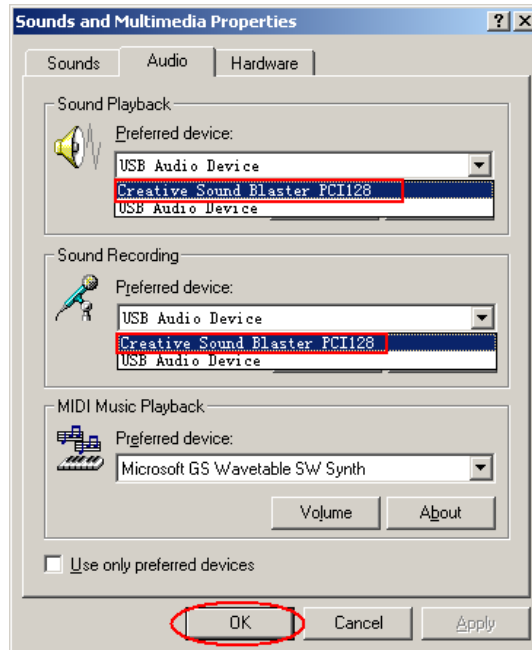 Sounds and Multimedia Properties
Sounds Audio Hardware
Sound Playback
Preferred device:
USB Audio Device
Creative Sound Blaster PCI128
USB Audio Device
Sound Recording
Preferred device:
USB Audio Device
Creative Sound Blaster PCI128
USB Audio Device
MIDI Music Playback
Preferred device:
Microsoft GS Wavetable SW Synth
Volume About
Use only preferred devices
OK Cancel Apply